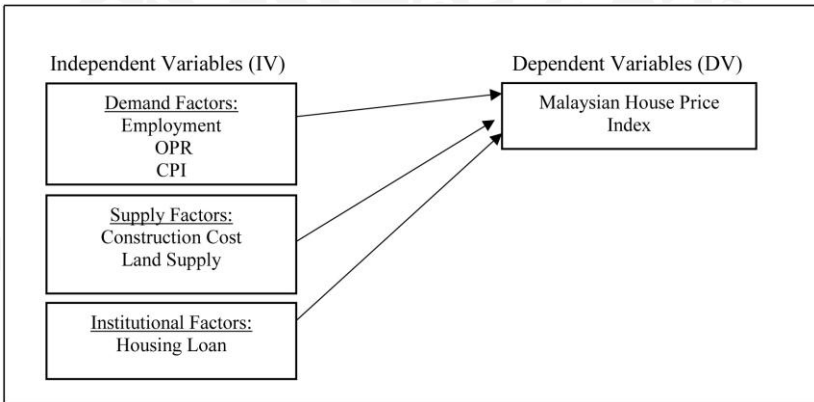 Independent Variables (IV)
Demand Factors:
Employment
OPR
CPI
Supply Factors:
Construction Cost
Land Supply
Institutional Factors:
Housing Loan
Dependent Variables (DV)
Malaysian House Price
Index